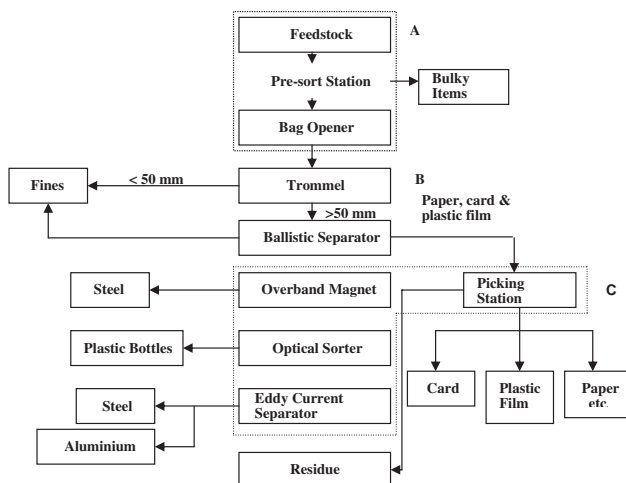 Feedstock
A
Pre-sort Station
Bulky
Items
Bag Opener
Fines
< 50 mm
Trommel
B
Paper, card &
plastic film
>50 mm
Ballistic Separator
Steel
Overband Magnet
Picking
Station
C
Plastic Bottles
Optical Sorter
Card
Plastic
Film
Paper
etc.
Steel
Eddy Current
Separator
Aluminium
Residue